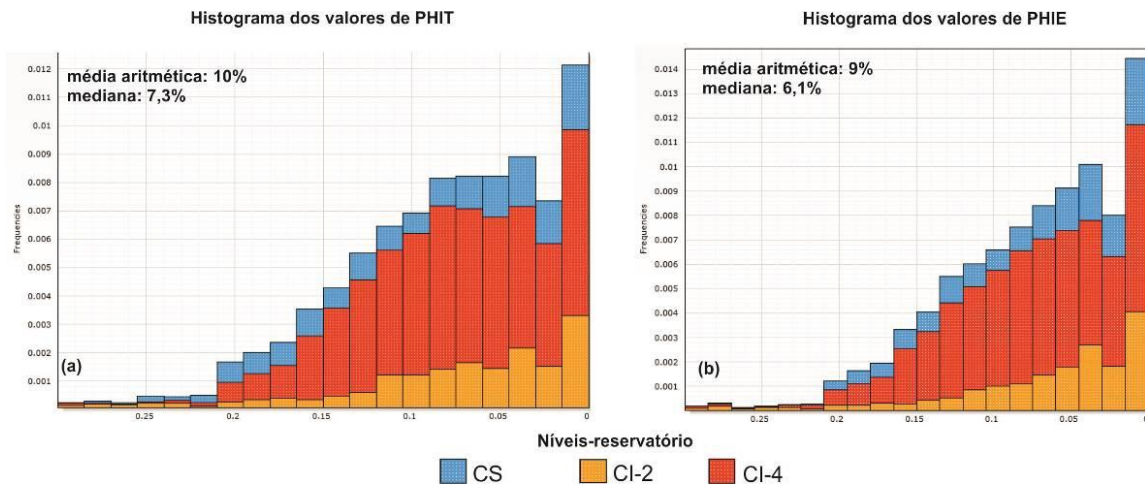 Histograma dos valores de PHIT
média aritmética: 10%
mediana: 7,3%
0.012
0.011
0.01
0.009
0.008
0.007
0.006
0.005
0.004
0.003
0.002
0.001
Frequencies
(a)
0.25
0.2
0.15
0.1
0.05
0
Histograma dos valores de PHIE
média aritmética: 9%
mediana: 6,1%
0.014
0.013
0.012
0.011
0.01
0.009
0.008
0.007
0.006
0.005
0.004
0.003
0.002
0.001
Frequencies
(b)
0.25
0.2
0.15
0.1
0.05
0
Níveis-reservatório
CS
CI-2
CI-4